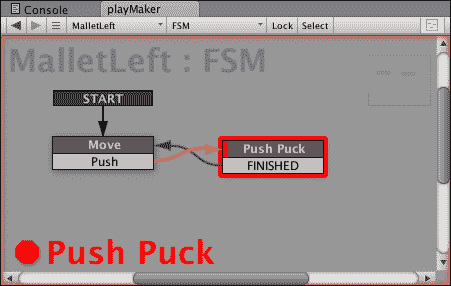 Console
playMaker
MalletLeft FSM Lock Select
MalletLeft : FSM
START
Move
Push
Push Puck
FINISHED
Push Puck